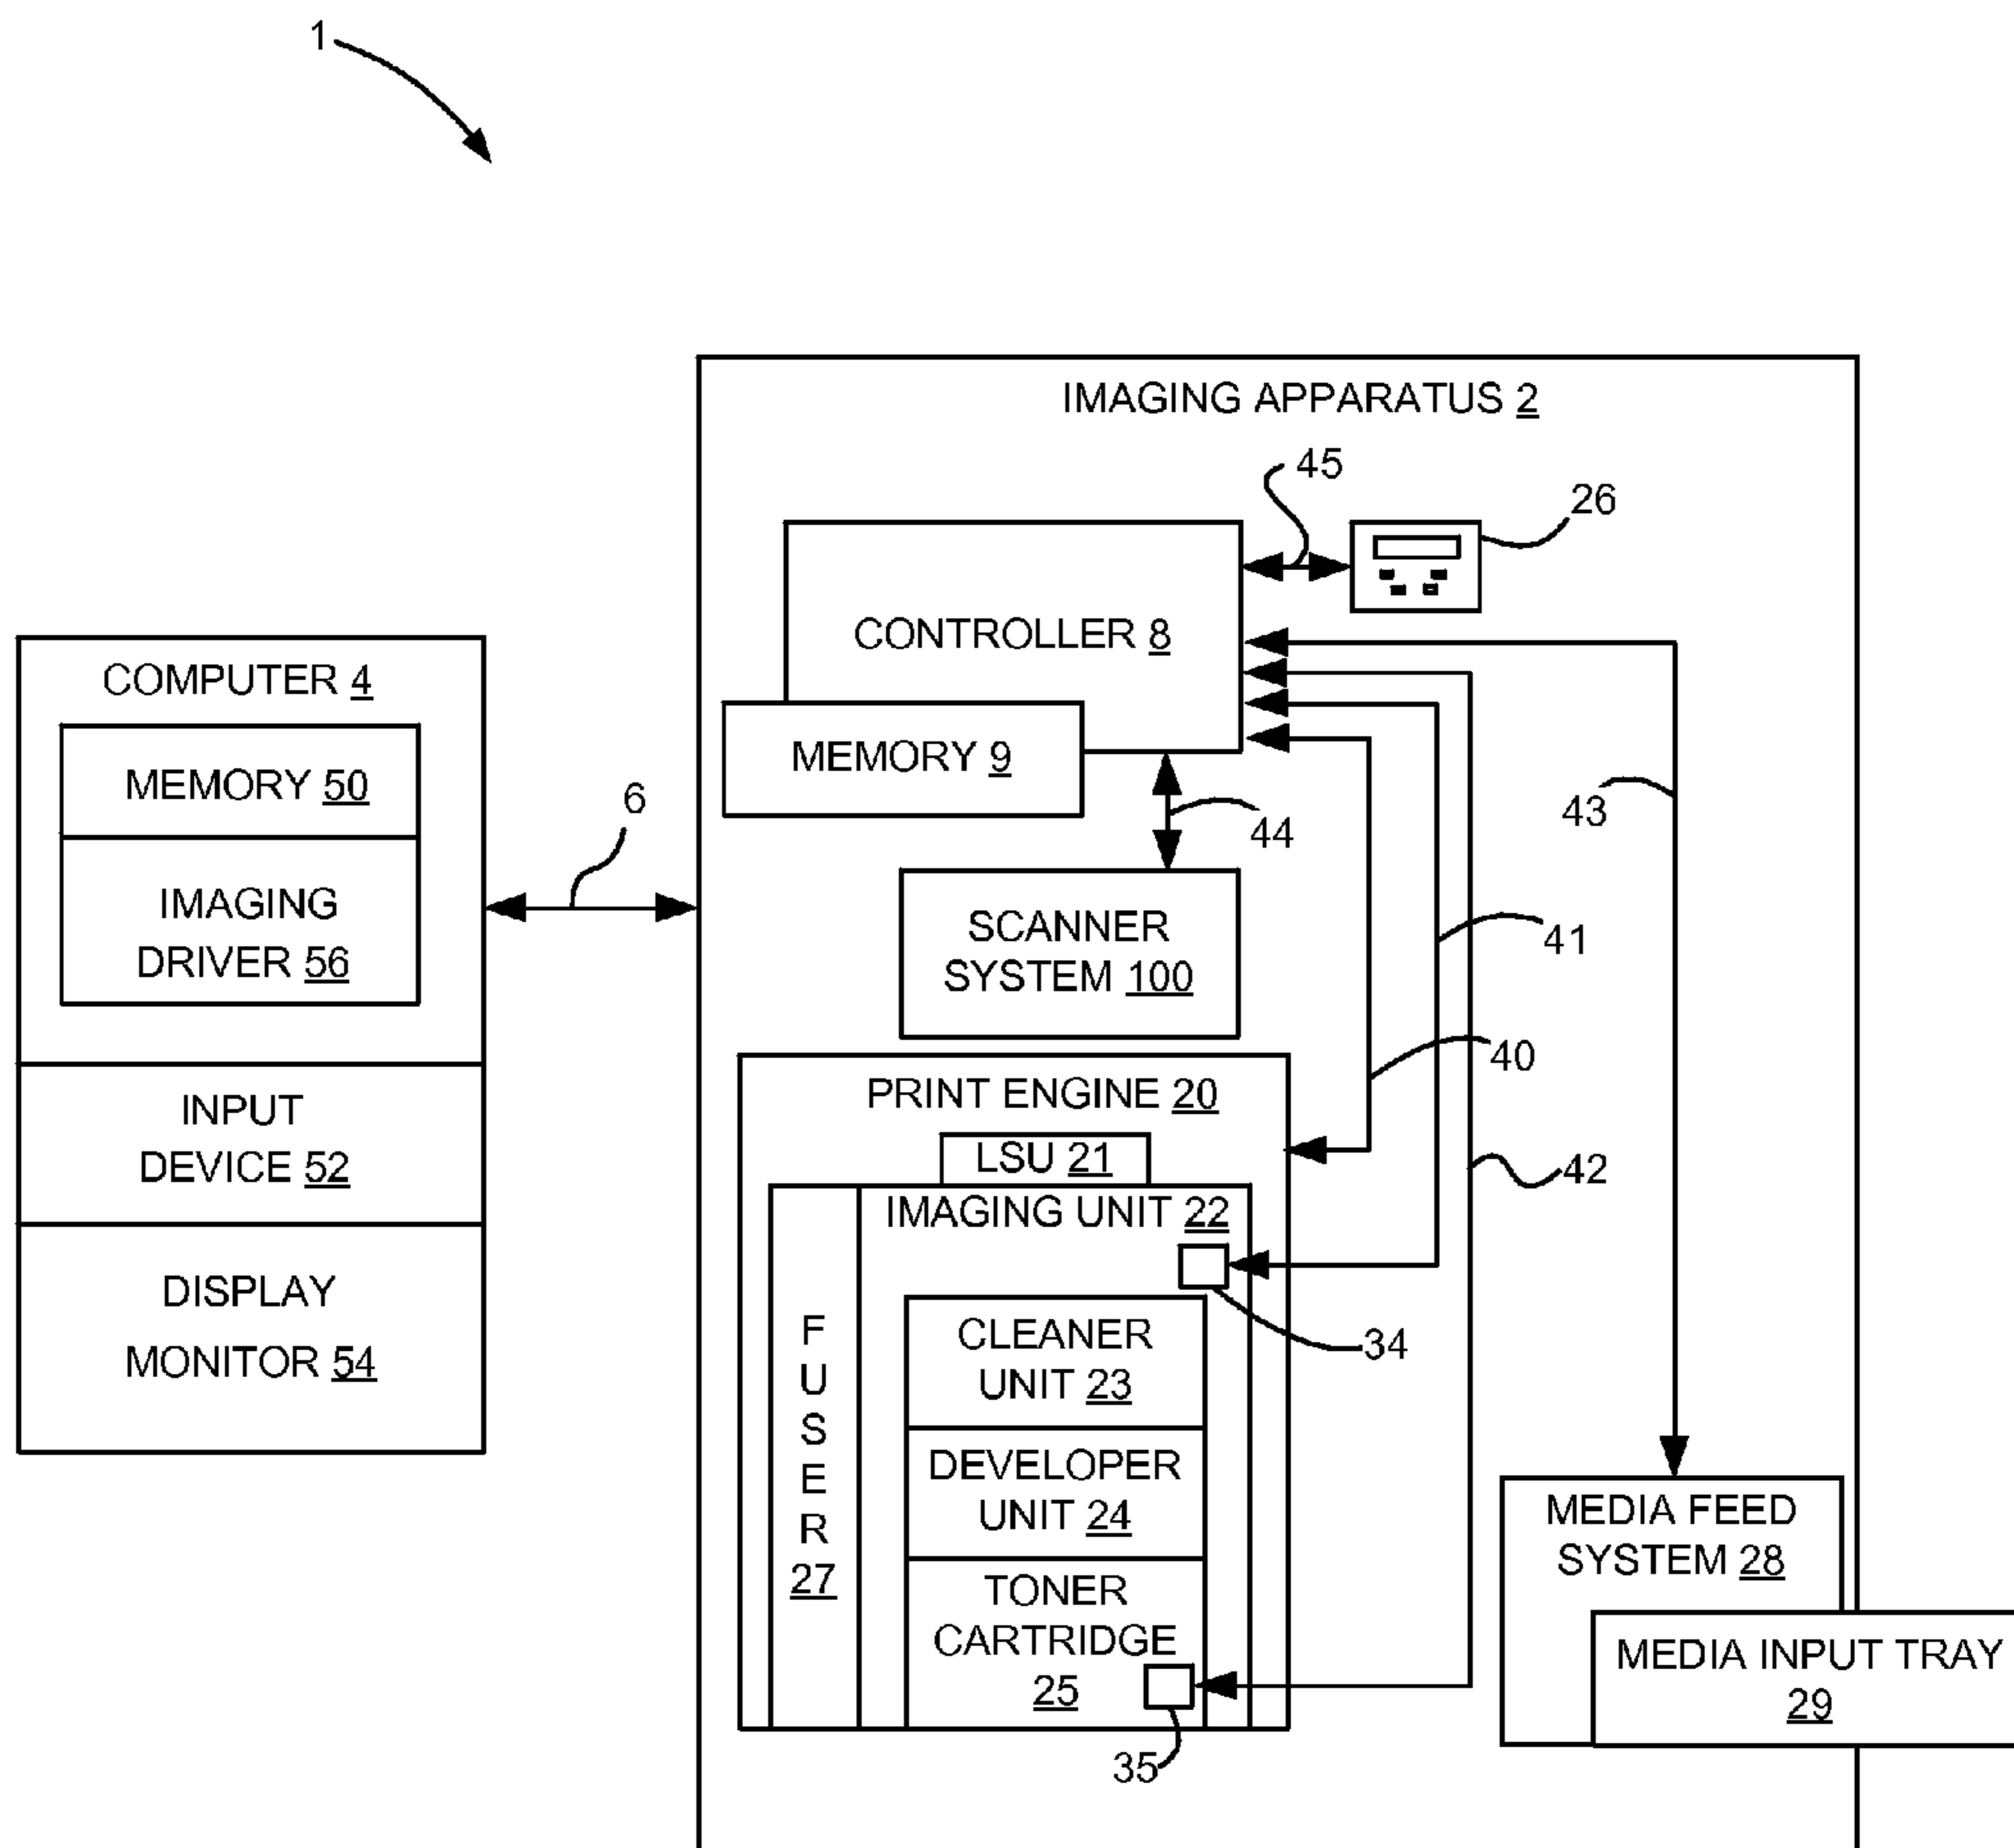 1
IMAGING APPARATUS 2
45
26
CONTROLLER 8
MEMORY 9
44
43
SCANNER
SYSTEM 100
41
40
42
COMPUTER 4
MEMORY 50
IMAGING
DRIVER 56
INPUT
DEVICE 52
DISPLAY
MONITOR 54
6
PRINT ENGINE 20
LSU 21
IMAGING UNIT 22
34
F
U
S
E
R
27
CLEANER
UNIT 23
DEVELOPER
UNIT 24
TONER
CARTRIDGE
25
35
MEDIA FEED
SYSTEM 28
MEDIA INPUT TRAY
29